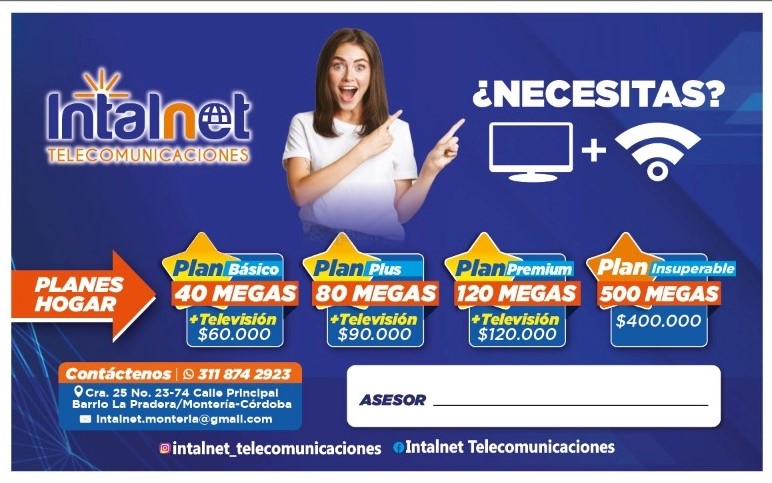 Intalnet
TELECOMUNICACIONES
¿NECESITAS?
+
PLANES
HOGAR
Plan Básico
40 MEGAS
+Televisión
$60.000
Plan Plus
80 MEGAS
+Televisión
$90.000
Plan Premium
120 MEGAS
+Televisión
$120.000
Plan Insuperable
500 MEGAS
$400.000
Contáctenos | 311 874 2923
Cra. 25 No. 23-74 Calle Principal
Barrio La Pradera/Montería-Córdoba
intalnet.monteria@gmail.com
ASESOR
intalnet_telecomunicaciones
Intalnet Telecomunicaciones